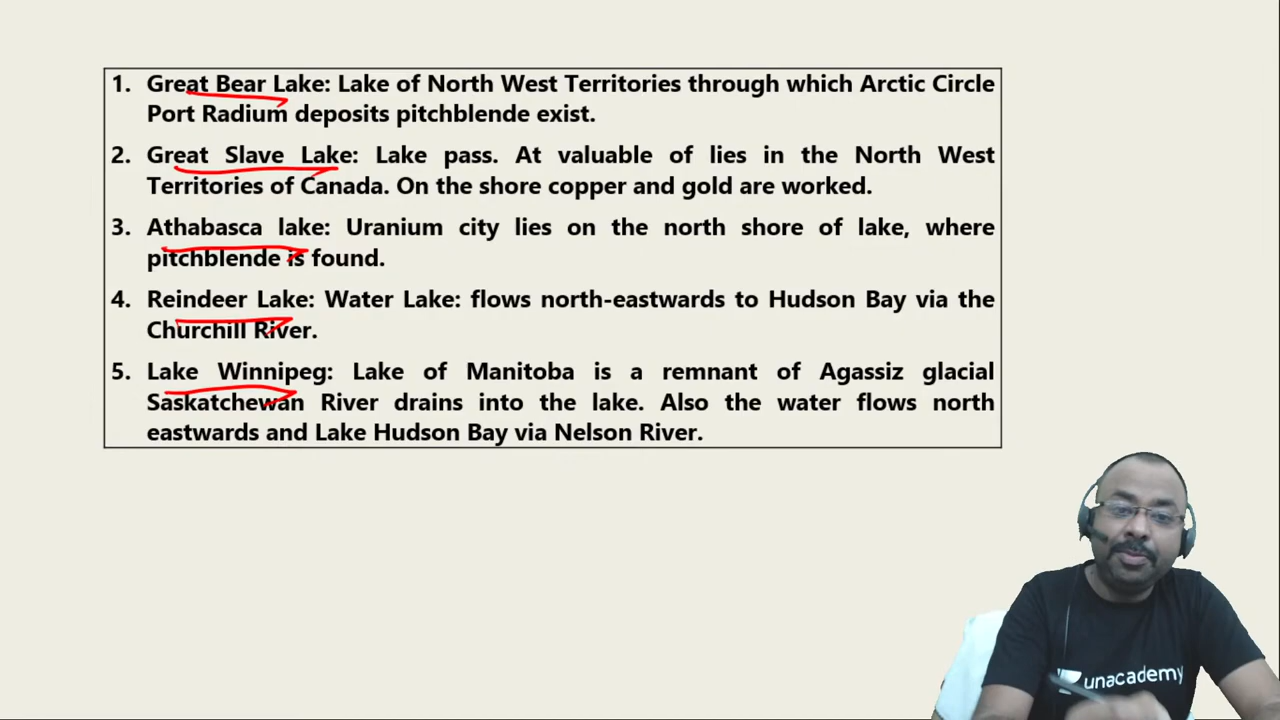 1. Great Bear Lake: Lake of North West Territories through which Arctic Circle
Port Radium deposits pitchblende exist.
2. Great Slave Lake: Lake pass. At valuable of lies in the North West
Territories of Canada. On the shore copper and gold are worked.
3. Athabasca lake: Uranium city lies on the north shore of lake, where
pitchblende is found.
4. Reindeer Lake: Water Lake: flows north-eastwards to Hudson Bay via the
Churchill River.
5. Lake Winnipeg: Lake of Manitoba is a remnant of Agassiz glacial
Saskatchewan River drains into the lake. Also the water flows north
eastwards and Lake Hudson Bay via Nelson River.
unacademy